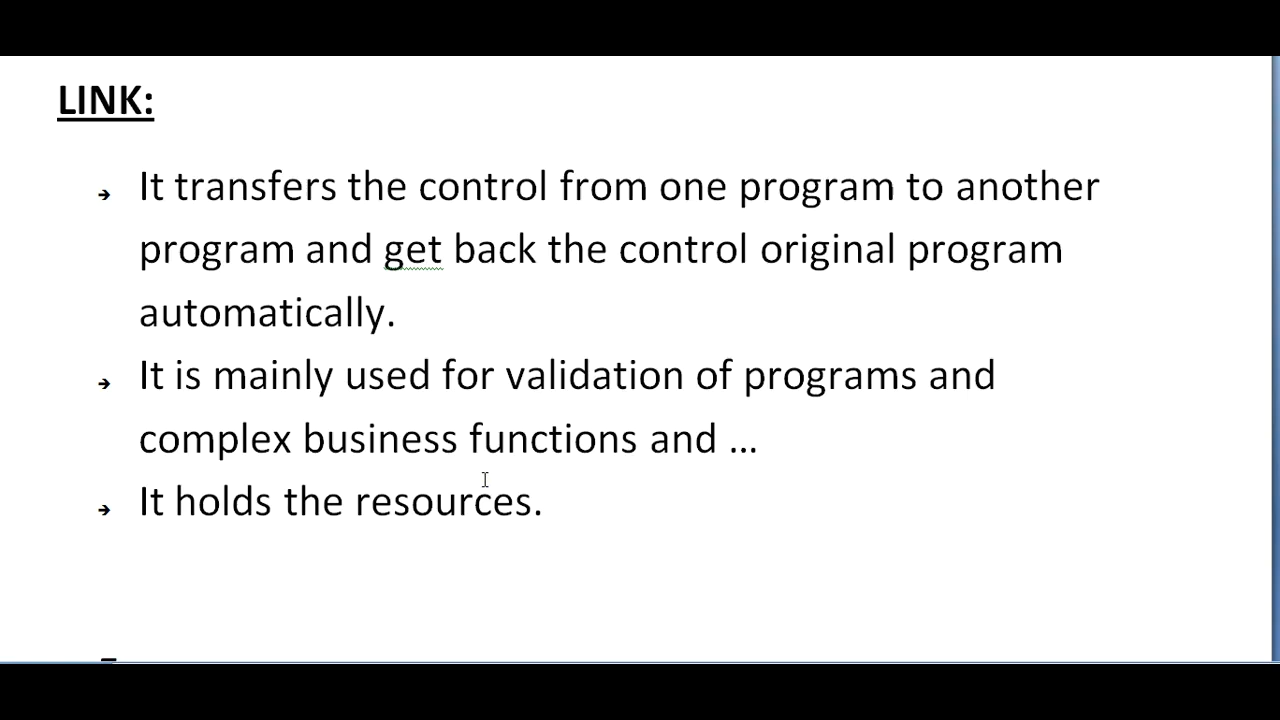 LINK:
➔ It transfers the control from one program to another
program and get back the control original program
automatically.
➔ It is mainly used for validation of programs and
complex business functions and ...
➔ It holds the resources.